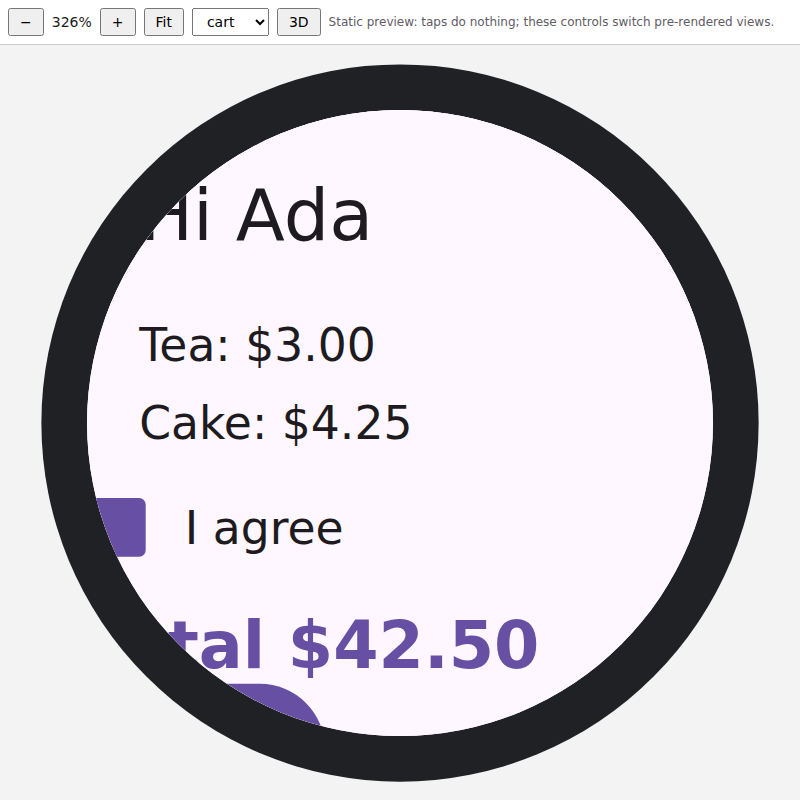 − 326% + Fit cart 3D Static preview: taps do nothing; these controls switch pre-rendered views.
Hi Ada
Tea: $3.00
Cake: $4.25
I agree
tal $42.50